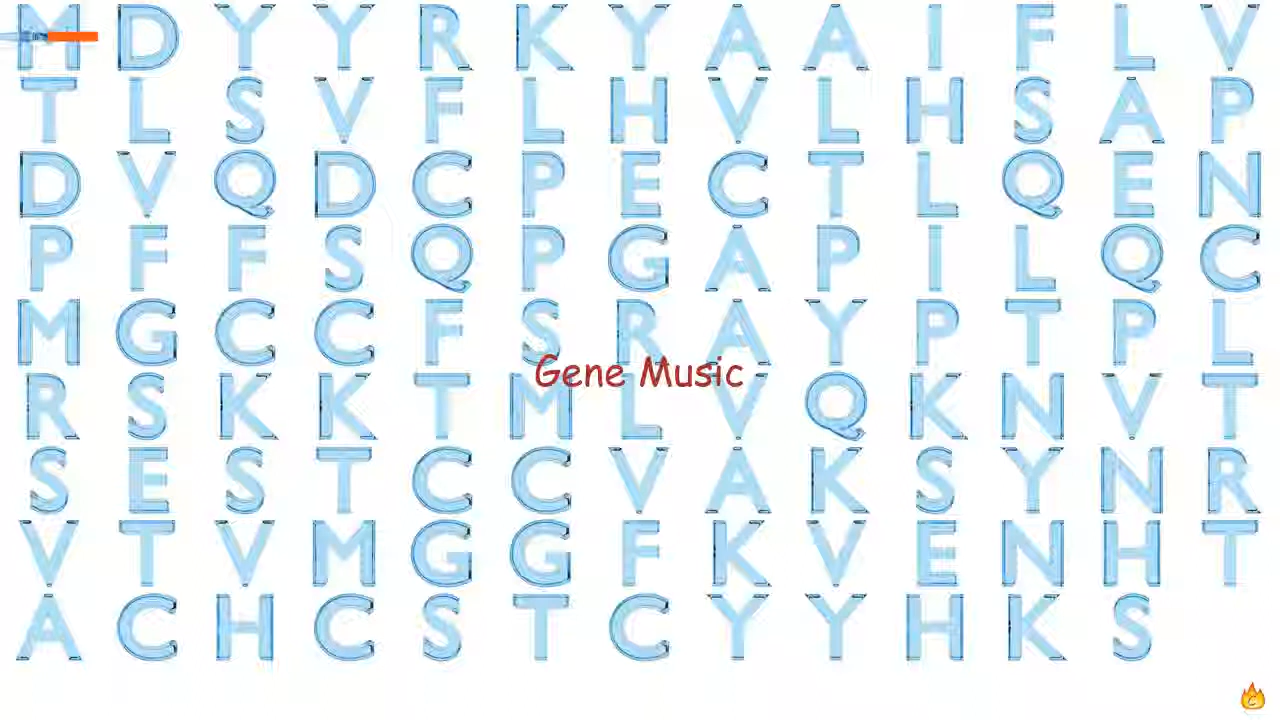 M D Y Y R K Y A A I F L V
T L S V F L H V L H S A P
D V Q D C P E C T L Q E N
P F F S Q P G A P I L Q C
M G C C F S R A Y P T P L
Gene Music
R S K K T M L V Q K N V T
S E S T C C V A K S Y N R
V T V M G G F K V E N H T
A C H C S T C Y Y H K S